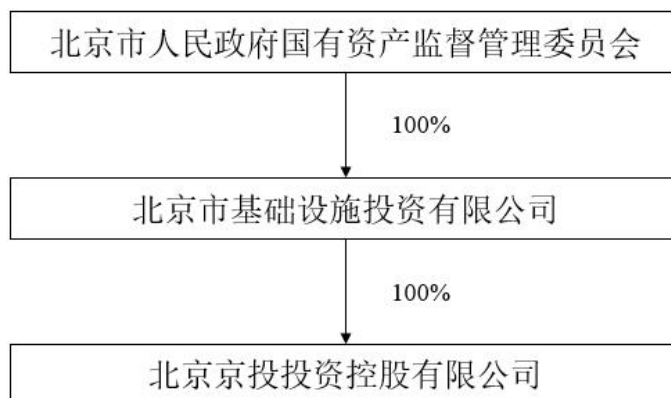 北京市人民政府国有资产监督管理委员会
100%
北京市基础设施投资有限公司
100%
北京京投投资控股有限公司